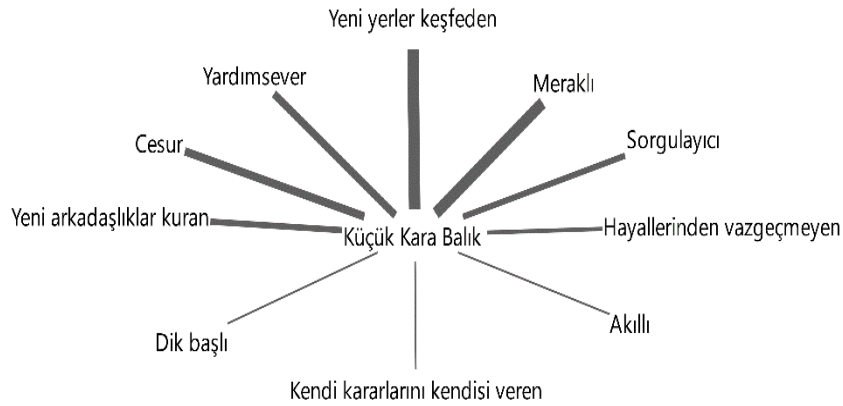 Yeni yerler keşfeden
Yardımsever
Meraklı
Cesur
Sorgulayıcı
Yeni arkadaşlıklar kuran
Küçük Kara Balık
Hayallerinden vazgeçmeyen
Dik başlı
Akıllı
Kendi kararlarını kendisi veren